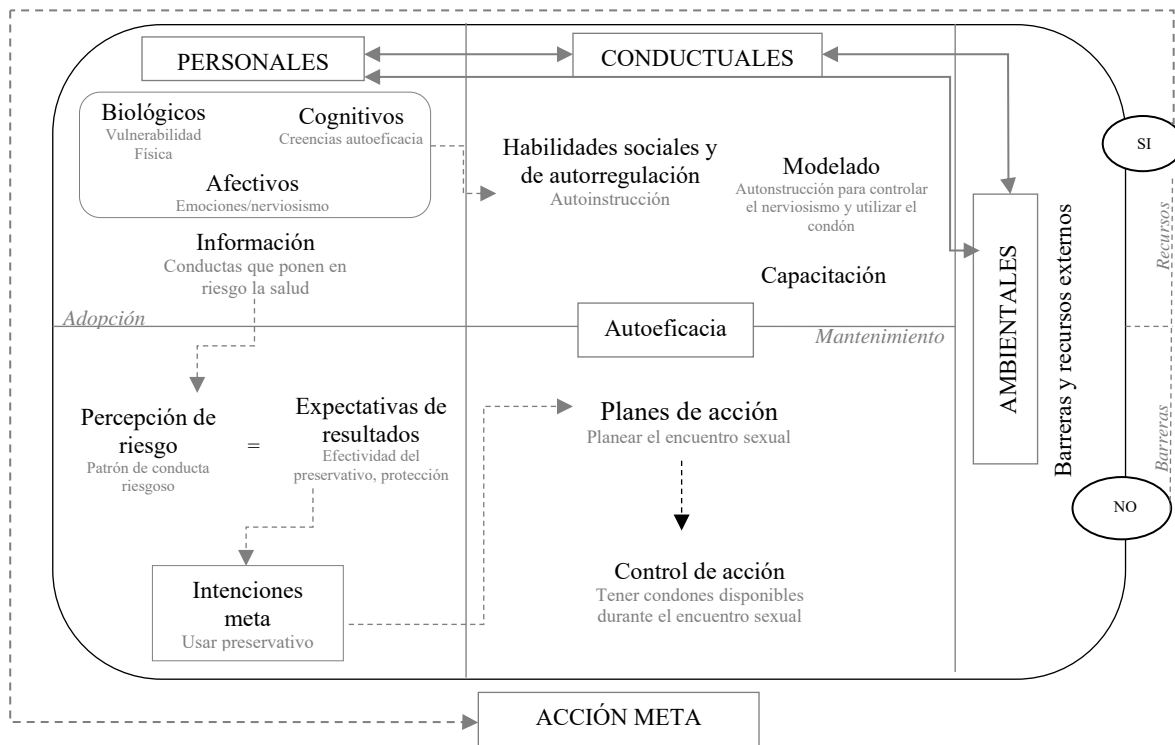 PERSONALES
CONDUCTUALES
Biológicos
Vulnerabilidad
Física
Cognitivos
Creencias autoeficacia
Afectivos
Emociones/nerviosismo
Habilidades sociales y
de autorregulación
Autoinstrucción
Modelado
Autonstrucción para controlar
el nerviosismo y utilizar el
condón
SI
Recursos
Información
Conductas que ponen en
riesgo la salud
Capacitación
AMBIENTALES
Barreras y recursos externos
Adopción
Autoeficacia
Mantenimiento
Percepción de
riesgo
Patrón de conducta
riesgoso
=
Expectativas de
resultados
Efectividad del
preservativo, protección
Planes de acción
Planear el encuentro sexual
Barreras
NO
Intenciones
meta
Usar preservativo
Control de acción
Tener condones disponibles
durante el encuentro sexual
ACCIÓN META